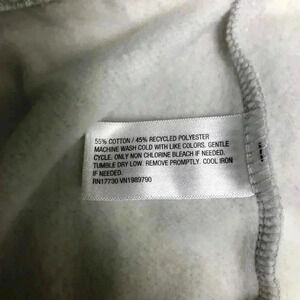 55% COTTON / 45% RECYCLED POLYESTER
MACHINE WASH COLD WITH LIKE COLORS. GENTLE
CYCLE. ONLY NON CHLORINE BLEACH IF NEEDED.
TUMBLE DRY LOW. REMOVE PROMPTLY. COOL IRON
IF NEEDED.
RN17730 VN1989790